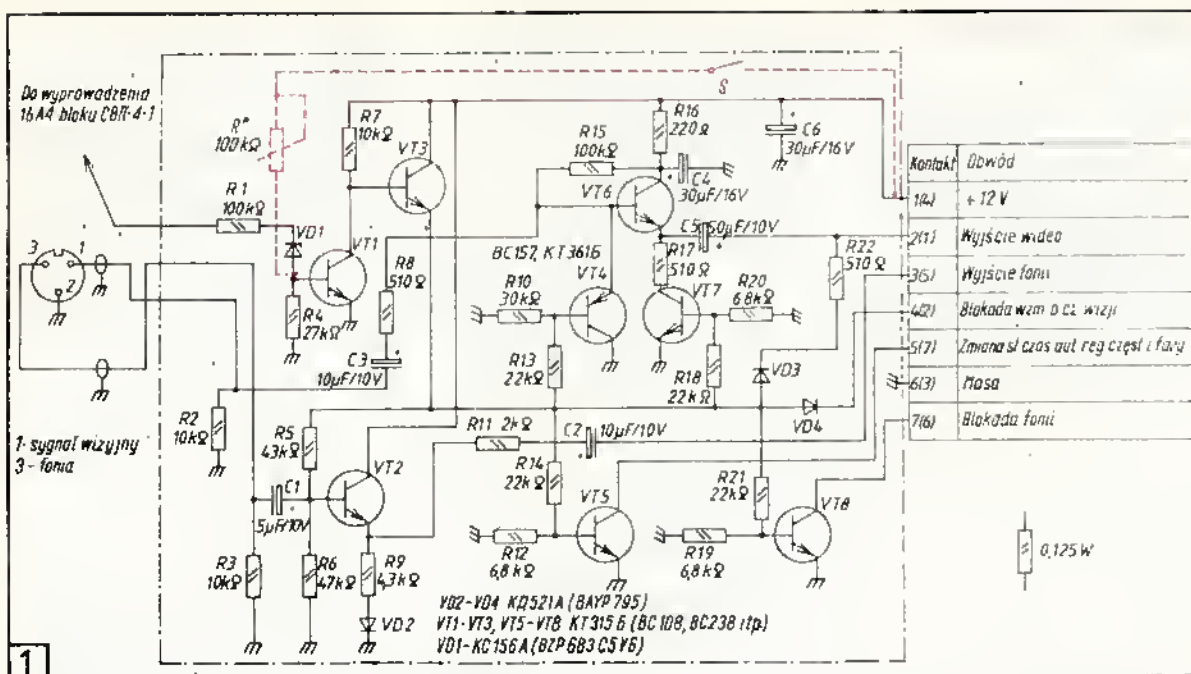 Do wyprowadzenia
16A4 bloku СВП-4-1
3
1
2
1- sygnał wizyjny
3 - fonia
R*
100kΩ
R1
100kΩ
VD1
R4
27kΩ
R7
10kΩ
VT3
VT1
R8
510Ω
C3
10μF/10V
R2
10kΩ
R5
43kΩ
C1
5μF/10V
VT2
R3
10kΩ
R6
47kΩ
R9
4,3kΩ
VD2
S
R15
100kΩ
R16
220Ω
C4
30μF/16V
C6
30μF/16V
VT6
C5 50μF/10V
BC157, KT361Б
VT4
R17
510Ω
VT7
R10
30kΩ
R13
22kΩ
R20
6,8kΩ
R22
510Ω
R18
22kΩ
VD3
VD4
R11 2kΩ
C2
10μF/10V
R14
22kΩ
VT5
R12
6,8kΩ
R21
22kΩ
R19
6,8kΩ
VT8
VD2-VD4 КД521A (BAYP 795)
VT1-VT3, VT5-VT8 KT315Б (BC108, BC238 itp.)
VD1-KC156A (BZP683 C5V6)
Kontakt Obwód
1(4) + 12 V
2(1) Wyjście wideo
3(5) Wyjście fonii
4(2) Blokada wzm p.cz. wizji
5(7) Zmiana st czas aut reg częst i fazy
6(3) Masa
7(6) Blokada fonii
0,125W
1